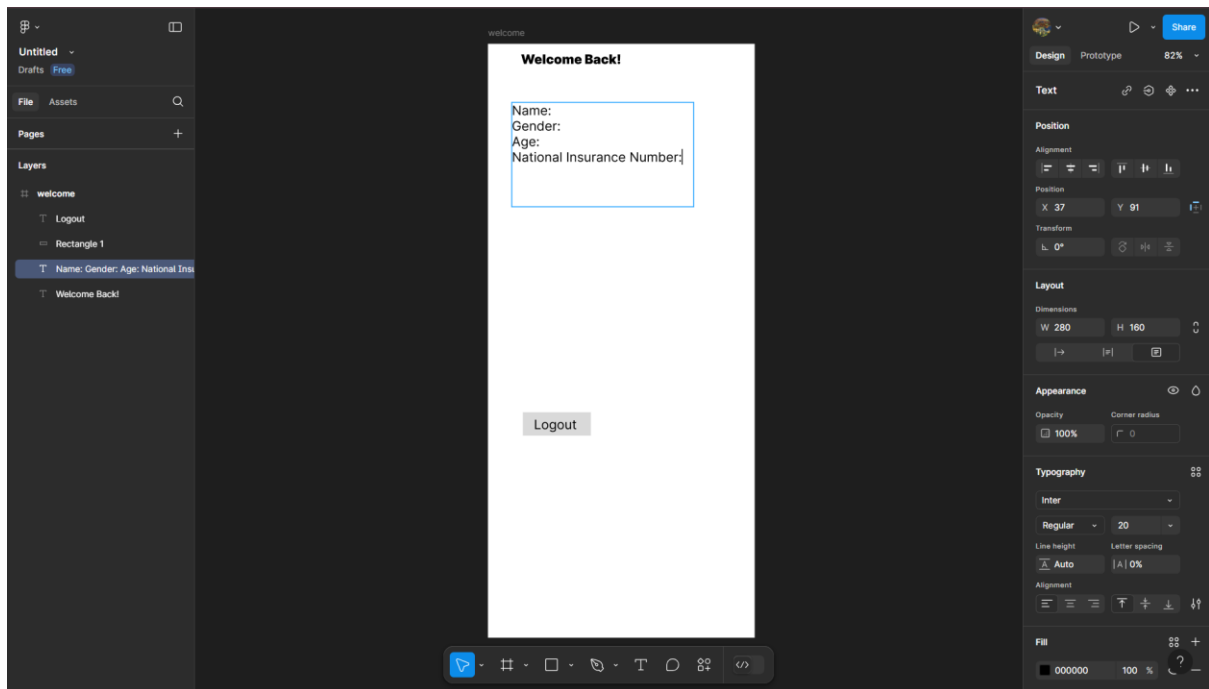 Untitled
Drafts Free
File Assets
Pages
Layers
welcome
Logout
Rectangle 1
Name: Gender: Age: National Insu
Welcome Back!
welcome
Welcome Back!
Name:
Gender:
Age:
National Insurance Number:
Logout
Share
Design Prototype 82%
Text
Position
Alignment
Position
X 37 Y 91
Transform
0°
Layout
Dimensions
W 280 H 160
Appearance
Opacity Corner radius
100% 0
Typography
Inter
Regular 20
Line height Letter spacing
Auto |A| 0%
Alignment
Fill
000000 100 %
?